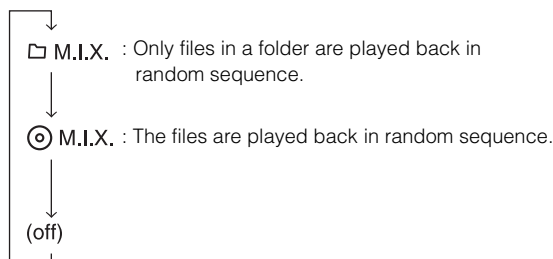 M.I.X. : Only files in a folder are played back in
random sequence.
M.I.X. : The files are played back in random sequence.
(off)